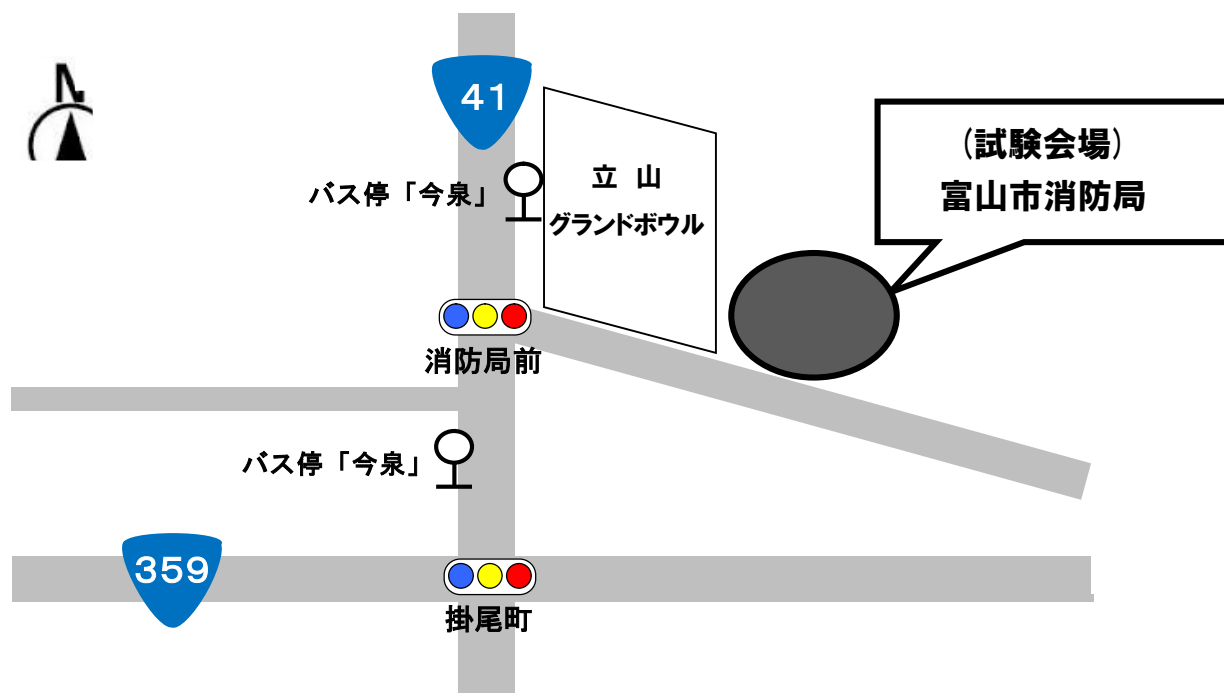 N
41
(試験会場)
富山市消防局
バス停「今泉」
立 山
グランドボウル
消防局前
バス停「今泉」
359
掛尾町